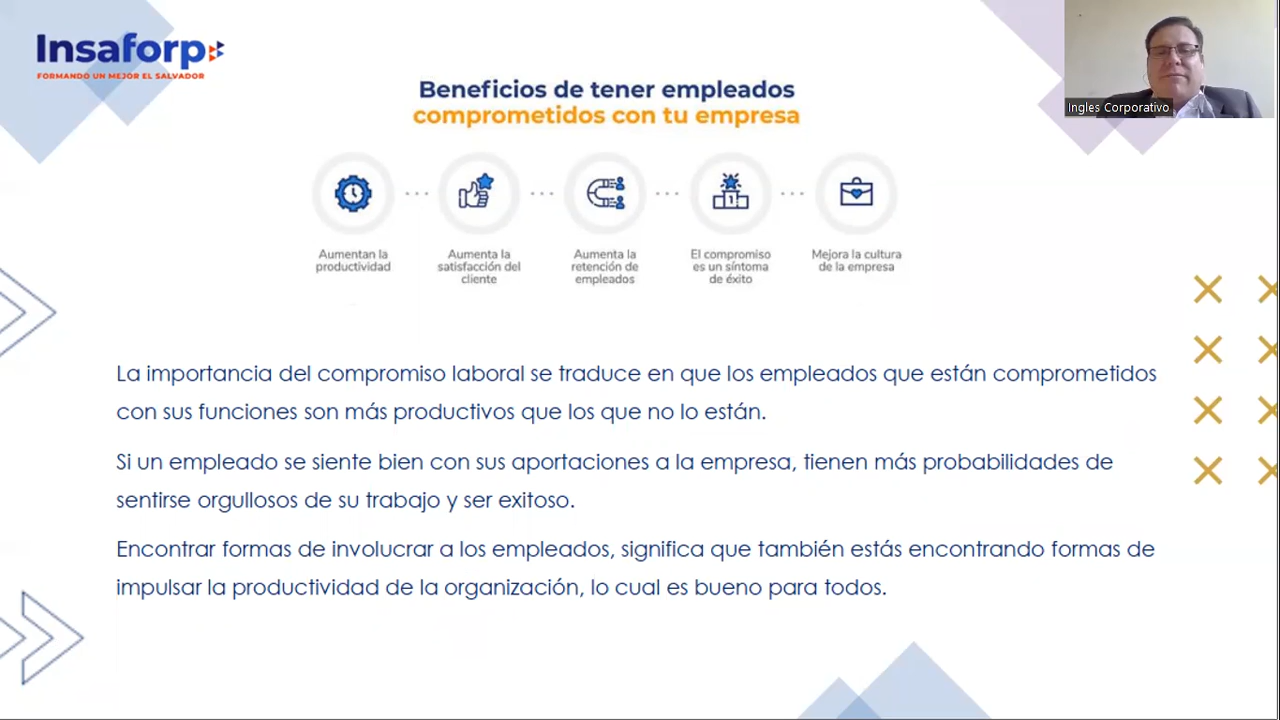 Insaforp
FORMANDO UN MEJOR EL SALVADOR
Ingles Corporativo
Beneficios de tener empleados
comprometidos con tu empresa
Aumentan la
productividad
Aumenta la
satisfacción del
cliente
Aumenta la
retención de
empleados
1
El compromiso
es un síntoma
de éxito
Mejora la cultura
de la empresa
La importancia del compromiso laboral se traduce en que los empleados que están comprometidos
con sus funciones son más productivos que los que no lo están.
Si un empleado se siente bien con sus aportaciones a la empresa, tienen más probabilidades de
sentirse orgullosos de su trabajo y ser exitoso.
Encontrar formas de involucrar a los empleados, significa que también estás encontrando formas de
impulsar la productividad de la organización, lo cual es bueno para todos.